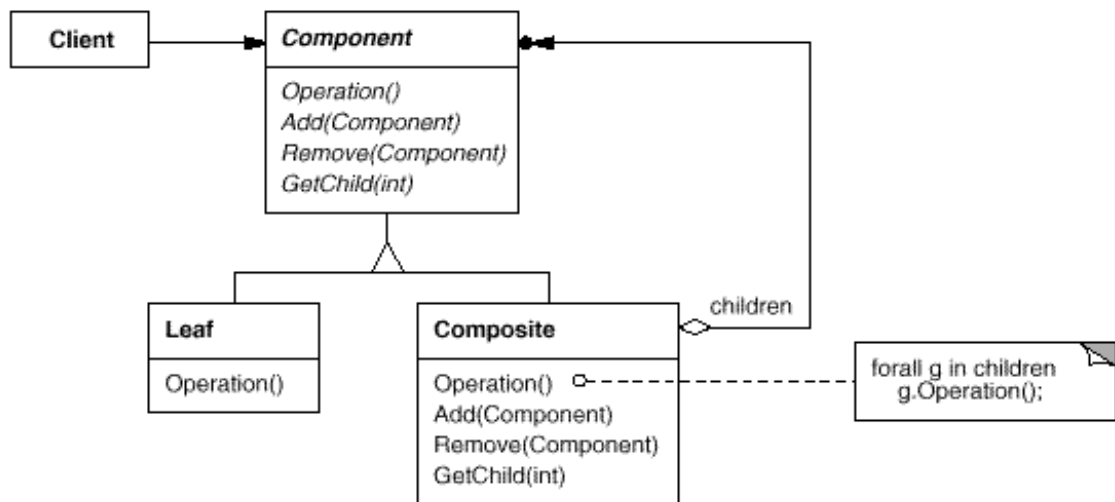 Client
Component
Operation()
Add(Component)
Remove(Component)
GetChild(int)
children
Leaf
Operation()
Composite
Operation()
Add(Component)
Remove(Component)
GetChild(int)
forall g in children
g.Operation();